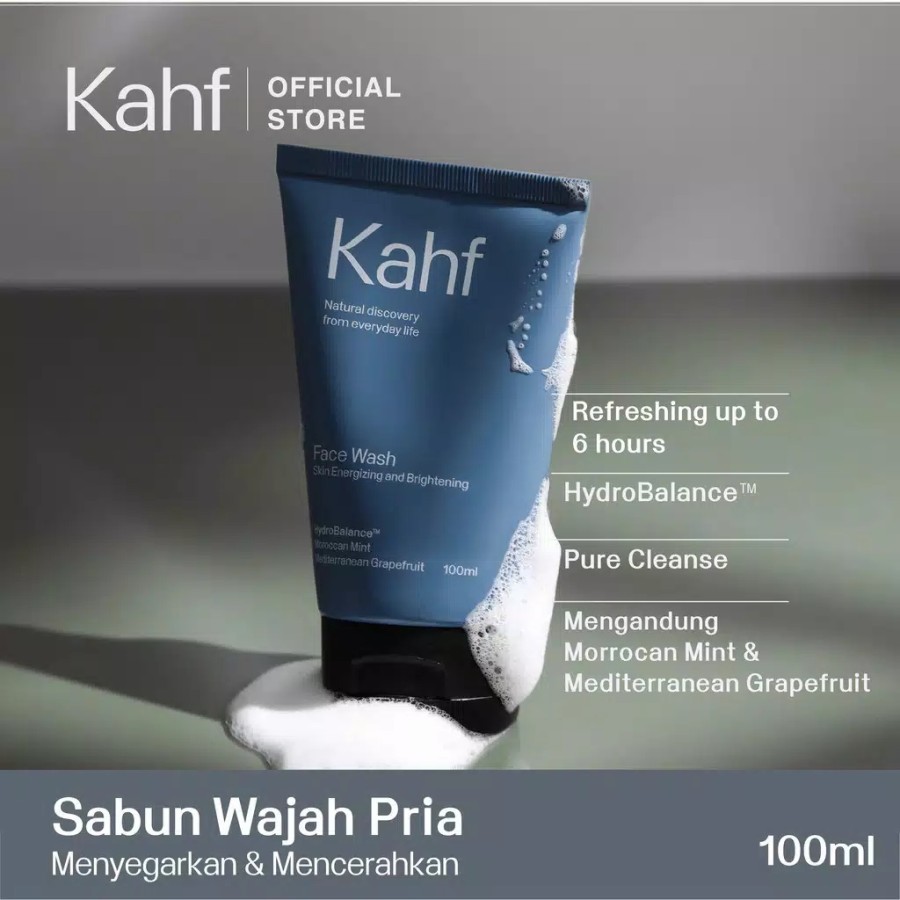 Kahf
OFFICIAL
STORE
Kahf
Natural discovery
from everyday life
Face Wash
Skin Energizing and Brightening
HydroBalance™
Moroccan Mint
Mediterranean Grapefruit 100ml
Refreshing up to
6 hours
HydroBalance™
Pure Cleanse
Mengandung
Morrocan Mint &
Mediterranean Grapefruit
Sabun Wajah Pria
Menyegarkan & Mencerahkan
100ml